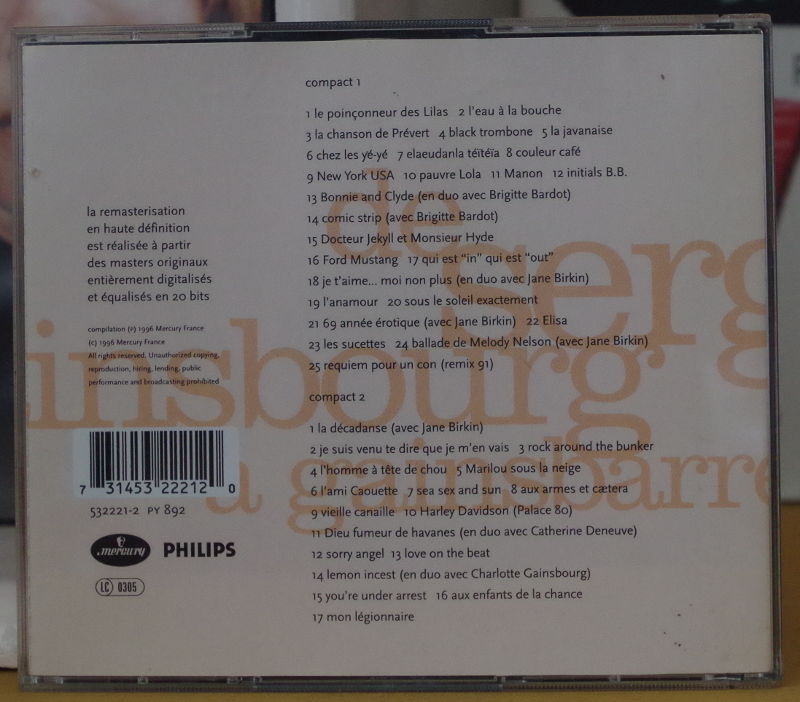 compact 1
1 le poinçonneur des Lilas 2 l'eau à la bouche
3 la chanson de Prévert 4 black trombone 5 la javanaise
6 chez les yé-yé 7 elaeudanla téïtéïa 8 couleur café
9 New York USA 10 pauvre Lola 11 Manon 12 initials B.B.
13 Bonnie and Clyde (en duo avec Brigitte Bardot)
14 comic strip (avec Brigitte Bardot)
15 Docteur Jekyll et Monsieur Hyde
16 Ford Mustang 17 qui est "in" qui est "out"
18 je t'aime... moi non plus (en duo avec Jane Birkin)
19 l'anamour 20 sous le soleil exactement
21 69 année érotique (avec Jane Birkin) 22 Elisa
23 les sucettes 24 ballade de Melody Nelson (avec Jane Birkin)
25 requiem pour un con (remix 91)
compact 2
1 la décadanse (avec Jane Birkin)
2 je suis venu te dire que je m'en vais 3 rock around the bunker
4 l'homme à tête de chou 5 Marilou sous la neige
6 l'ami Caouette 7 sea sex and sun 8 aux armes et cætera
9 vieille canaille 10 Harley Davidson (Palace 80)
11 Dieu fumeur de havanes (en duo avec Catherine Deneuve)
12 sorry angel 13 love on the beat
14 lemon incest (en duo avec Charlotte Gainsbourg)
15 you're under arrest 16 aux enfants de la chance
17 mon légionnaire
la remasterisation
en haute définition
est réalisée à partir
des masters originaux
entièrement digitalisés
et équalisés en 20 bits
compilation (P) 1996 Mercury France
(c) 1996 Mercury France
All rights reserved. Unauthorized copying,
reproduction, hiring, lending, public
performance and broadcasting prohibited
7 31453 22212 0
532221-2 PY 892
mercury PHILIPS
LC 0305
de serg
insbourg
a gainsbarre